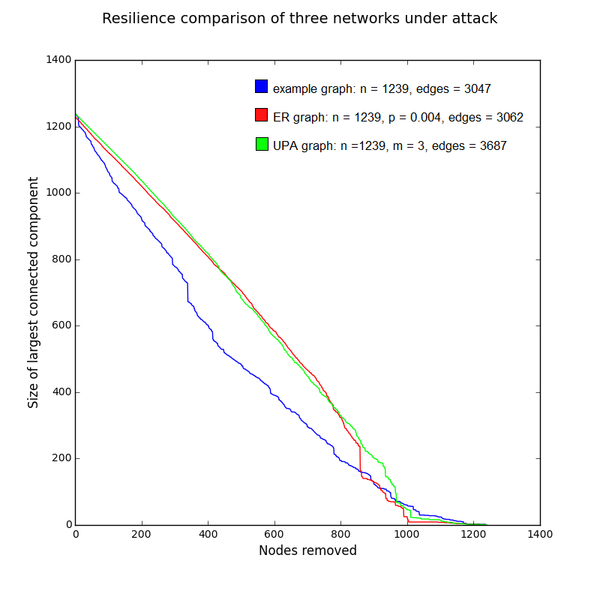 Resilience comparison of three networks under attack
1400
1200
1000
800
600
400
200
0
Size of largest connected component
example graph: n = 1239, edges = 3047
ER graph: n = 1239, p = 0.004, edges = 3062
UPA graph: n =1239, m = 3, edges = 3687
0 200 400 600 800 1000 1200 1400
Nodes removed